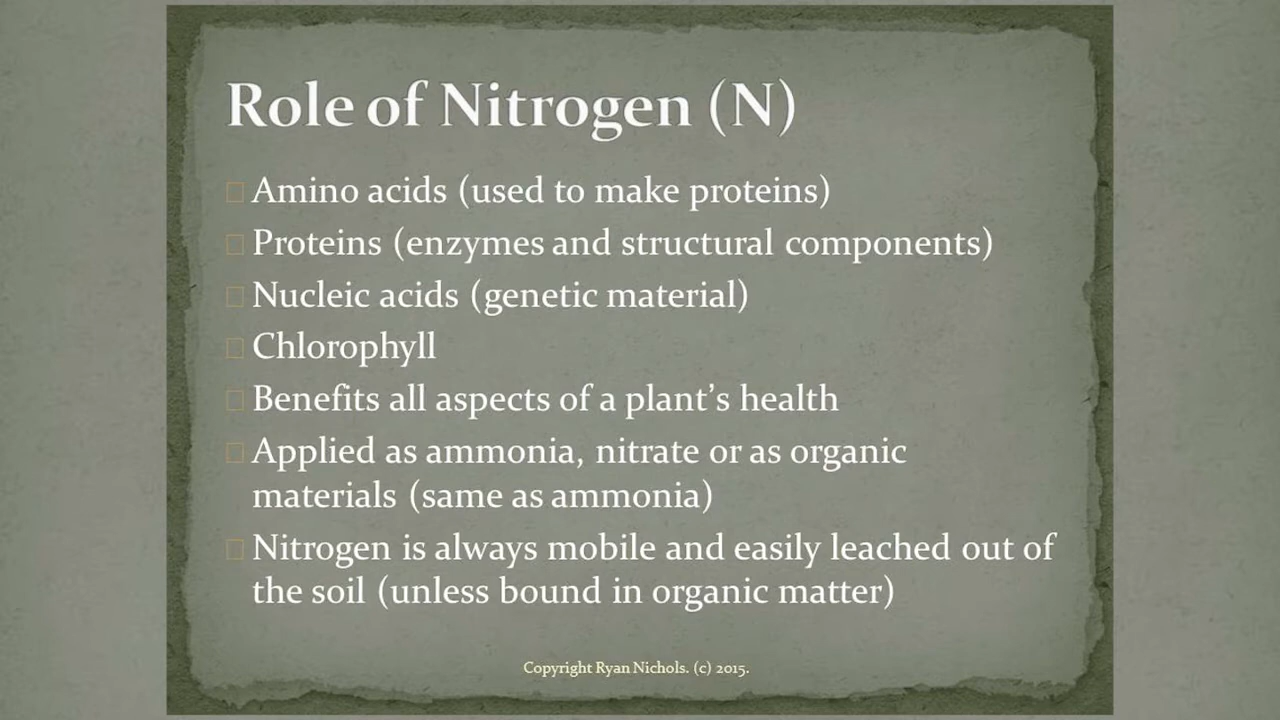 Role of Nitrogen (N)
Amino acids (used to make proteins)
Proteins (enzymes and structural components)
Nucleic acids (genetic material)
Chlorophyll
Benefits all aspects of a plant’s health
Applied as ammonia, nitrate or as organic
materials (same as ammonia)
Nitrogen is always mobile and easily leached out of
the soil (unless bound in organic matter)
Copyright Ryan Nichols. (c) 2015.